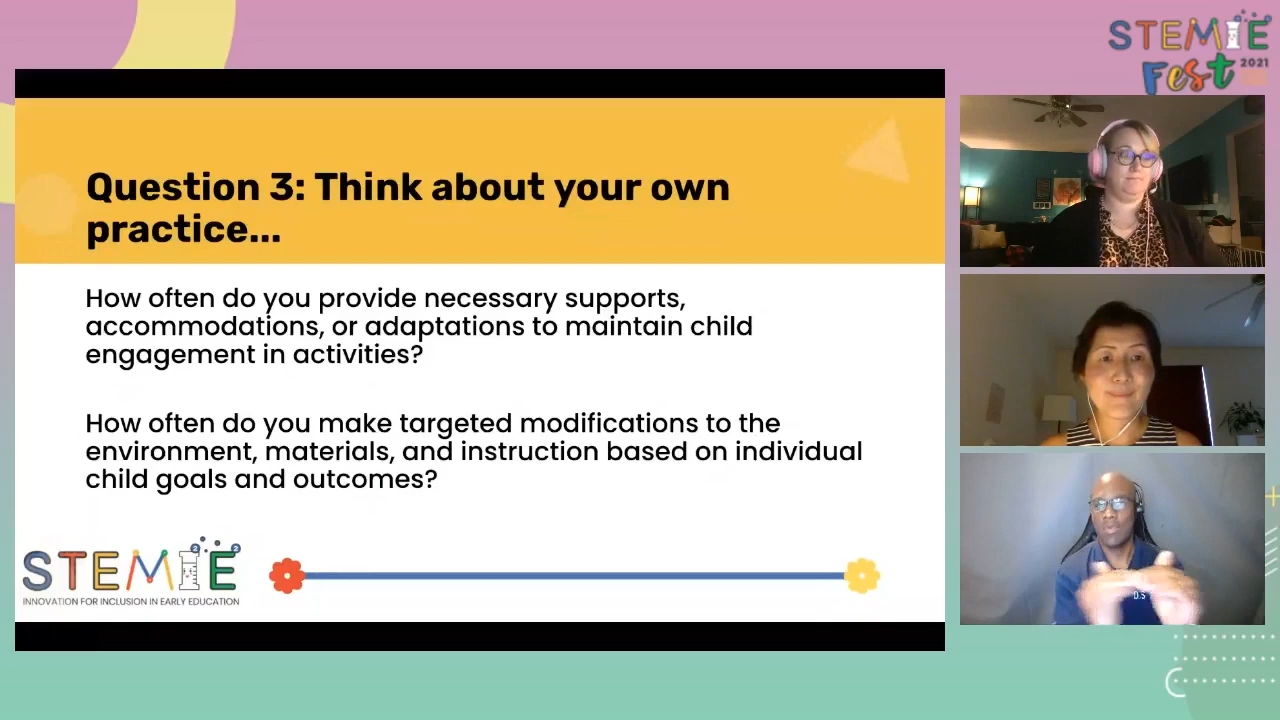 STEMIE
Fest 2021
Question 3: Think about your own
practice...
How often do you provide necessary supports,
accommodations, or adaptations to maintain child
engagement in activities?
How often do you make targeted modifications to the
environment, materials, and instruction based on individual
child goals and outcomes?
STEMIE
INNOVATION FOR INCLUSION IN EARLY EDUCATION